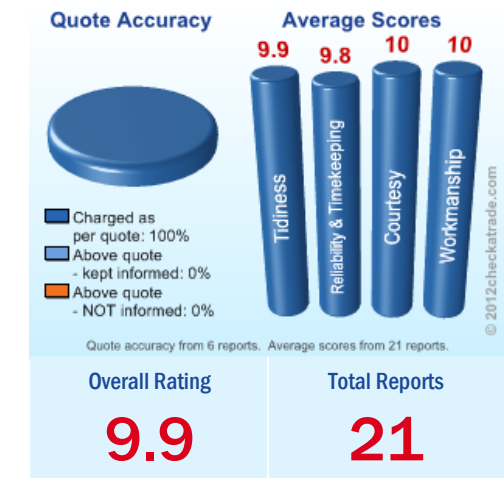 Quote Accuracy
Average Scores
9.9
9.8
10
10
Tidiness
Reliability & Timekeeping
Courtesy
Workmanship
Charged as
per quote: 100%
Above quote
- kept informed: 0%
Above quote
- NOT informed: 0%
© 2012checkatrade.com
Quote accuracy from 6 reports. Average scores from 21 reports.
Overall Rating
Total Reports
9.9
21